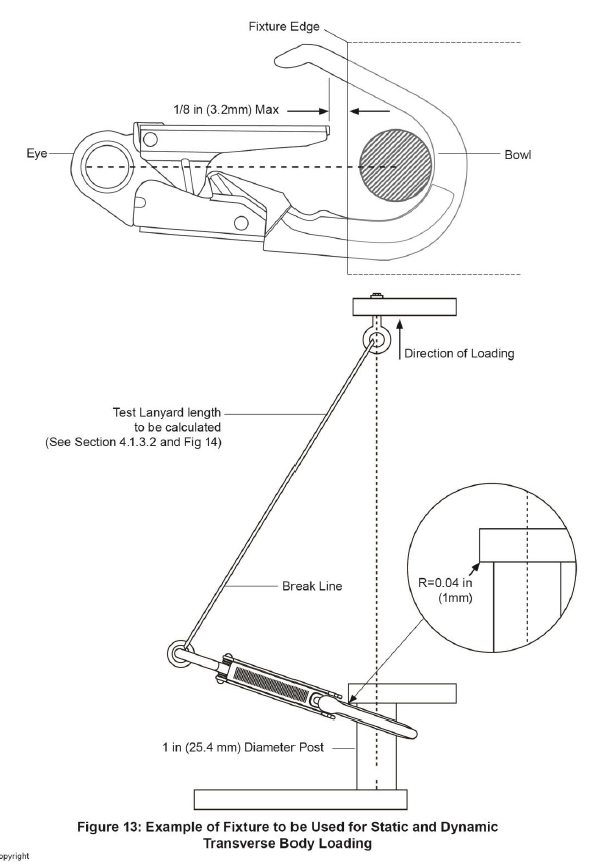 Fixture Edge
1/8 in (3.2mm) Max
Eye
Bowl
Direction of Loading
Test Lanyard length
to be calculated
(See Section 4.1.3.2 and Fig 14)
R=0.04 in
(1mm)
Break Line
1 in (25.4 mm) Diameter Post
Figure 13: Example of Fixture to be Used for Static and Dynamic
Transverse Body Loading
opyright